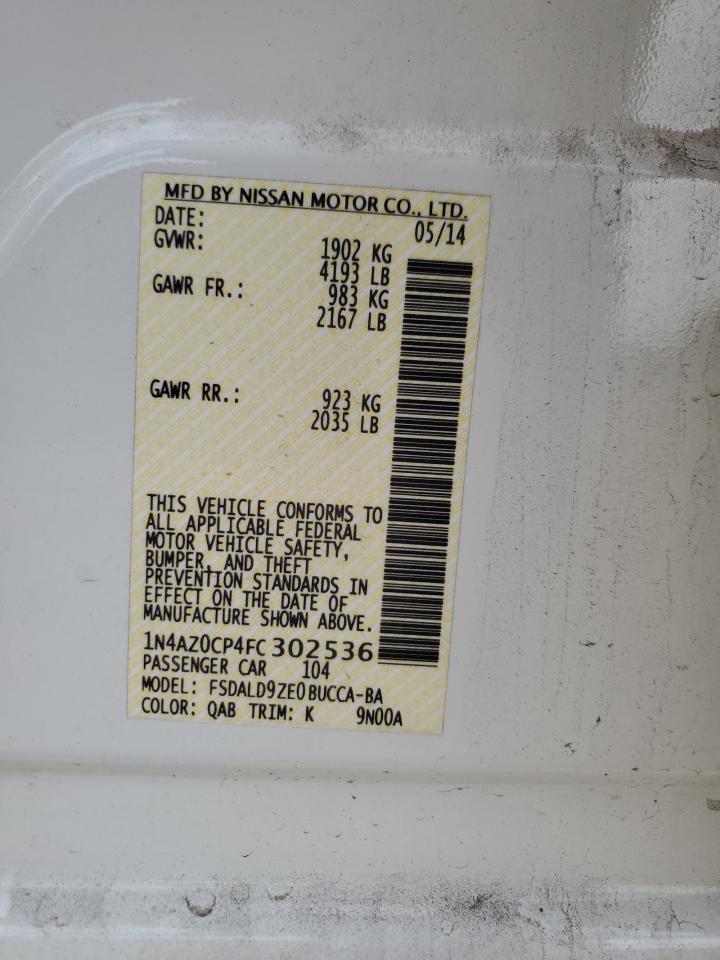 MFD BY NISSAN MOTOR CO., LTD.
DATE: 05/14
GVWR: 1902 KG
4193 LB
GAWR FR.: 983 KG
2167 LB
GAWR RR.: 923 KG
2035 LB
THIS VEHICLE CONFORMS TO
ALL APPLICABLE FEDERAL
MOTOR VEHICLE SAFETY,
BUMPER, AND THEFT
PREVENTION STANDARDS IN
EFFECT ON THE DATE OF
MANUFACTURE SHOWN ABOVE.
1N4AZ0CP4FC302536
PASSENGER CAR 104
MODEL: FSDALD9ZE0BUCCA-BA
COLOR: QAB TRIM: K 9N00A